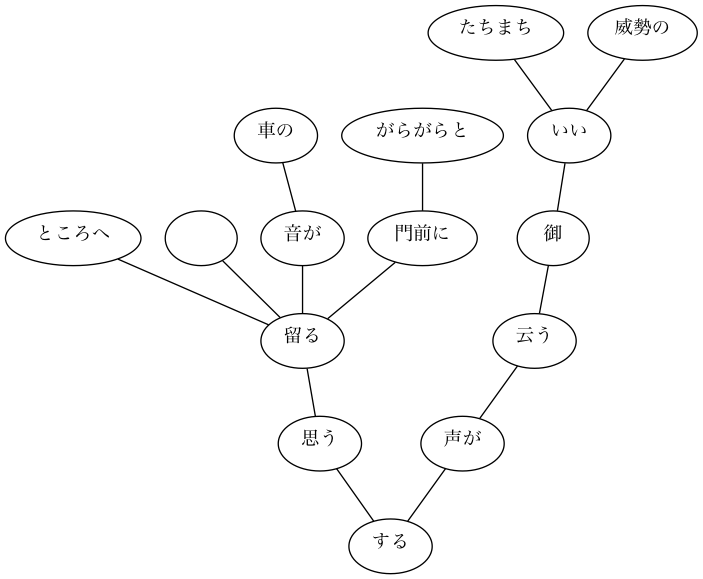 たちまち
威勢の
車の
がらがらと
いい
ところへ
音が
門前に
御
留る
云う
思う
声が
する